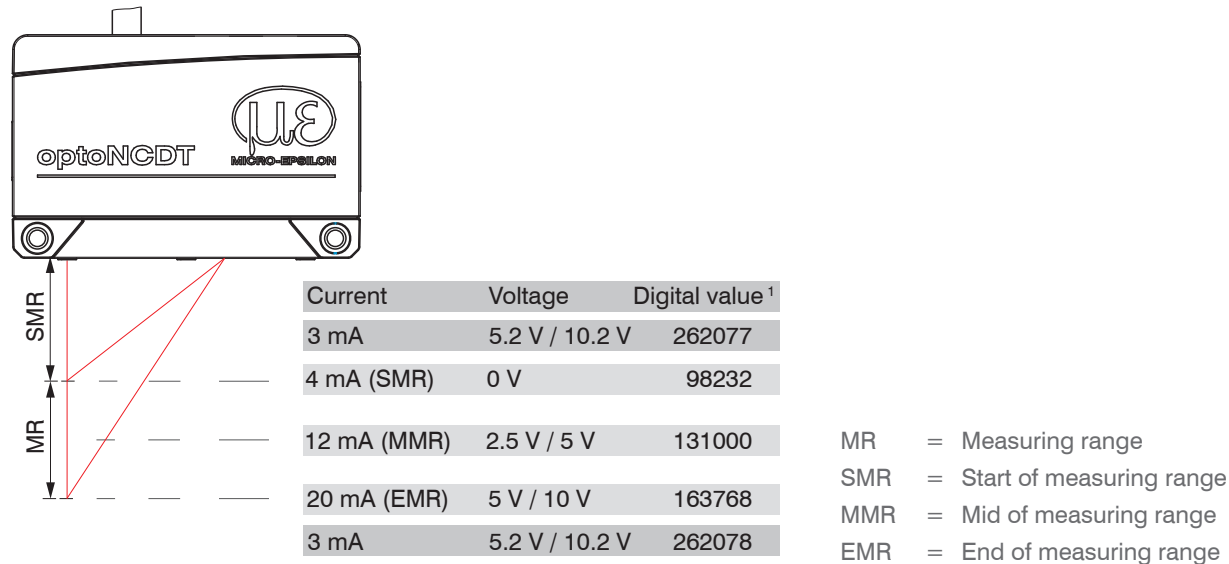 με
optoNCDT
MICRO-EPSILON
SMR
MR
Current Voltage Digital value 1
3 mA 5.2 V / 10.2 V 262077
4 mA (SMR) 0 V 98232
12 mA (MMR) 2.5 V / 5 V 131000
20 mA (EMR) 5 V / 10 V 163768
3 mA 5.2 V / 10.2 V 262078
MR = Measuring range
SMR = Start of measuring range
MMR = Mid of measuring range
EMR = End of measuring range